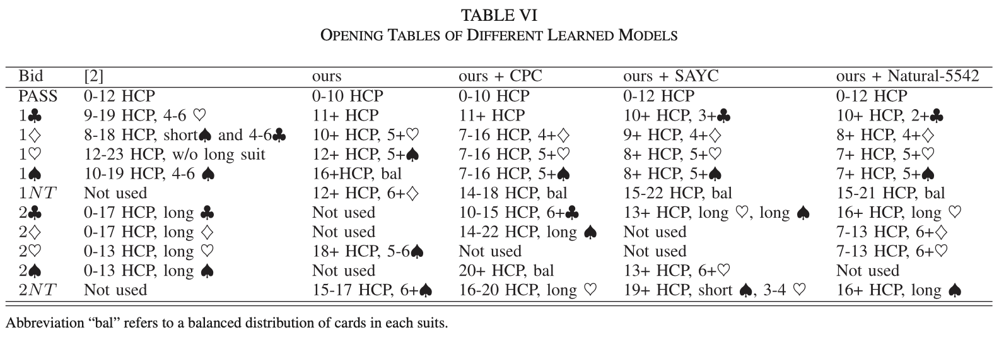 TABLE VI
OPENING TABLES OF DIFFERENT LEARNED MODELS
Bid [2] ours ours + CPC ours + SAYC ours + Natural-5542
PASS 0-12 HCP 0-10 HCP 0-10 HCP 0-12 HCP 0-12 HCP
1♣ 9-19 HCP, 4-6 ♡ 11+ HCP 11+ HCP 10+ HCP, 3+♣ 10+ HCP, 2+♣
1♢ 8-18 HCP, short♠ and 4-6♣ 10+ HCP, 5+♡ 7-16 HCP, 4+♢ 9+ HCP, 4+♢ 8+ HCP, 4+♢
1♡ 12-23 HCP, w/o long suit 12+ HCP, 5+♠ 7-16 HCP, 5+♡ 8+ HCP, 5+♡ 7+ HCP, 5+♡
1♠ 10-19 HCP, 4-6 ♠ 16+HCP, bal 7-16 HCP, 5+♠ 8+ HCP, 5+♠ 7+ HCP, 5+♠
1NT Not used 12+ HCP, 6+♢ 14-18 HCP, bal 15-22 HCP, bal 15-21 HCP, bal
2♣ 0-17 HCP, long ♣ Not used 10-15 HCP, 6+♣ 13+ HCP, long ♡, long ♠ 16+ HCP, long ♡
2♢ 0-17 HCP, long ♢ Not used 14-22 HCP, long ♠ Not used 7-13 HCP, 6+♢
2♡ 0-13 HCP, long ♡ 18+ HCP, 5-6♠ Not used Not used 7-13 HCP, 6+♡
2♠ 0-13 HCP, long ♠ Not used 20+ HCP, bal 13+ HCP, 6+♡ Not used
2NT Not used 15-17 HCP, 6+♠ 16-20 HCP, long ♡ 19+ HCP, short ♠, 3-4 ♡ 16+ HCP, long ♠
Abbreviation “bal” refers to a balanced distribution of cards in each suits.